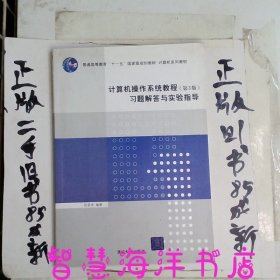 普通高等教育"十一五"国家级规划教材 计算机系列教材
计算机操作系统教程（第3版）
习题解答与实验指导
正版二手旧书85成新
正版旧书85成新
智慧海洋书店